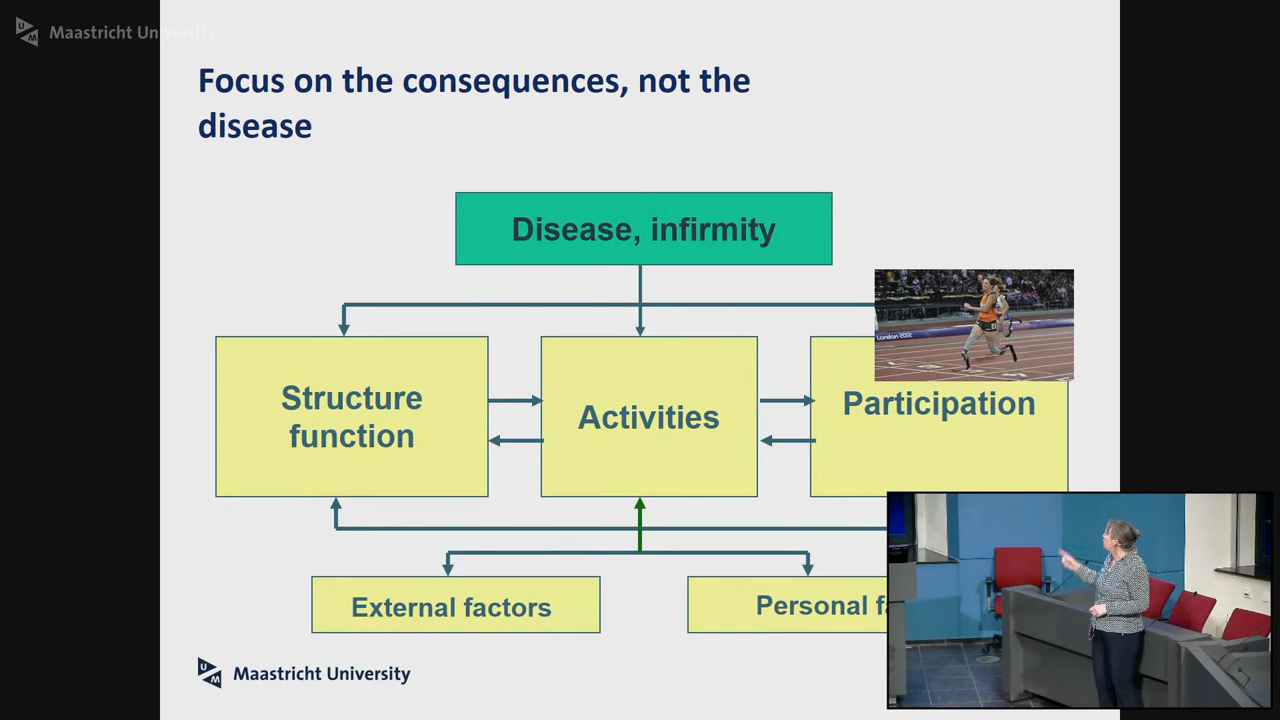 Maastricht University
Focus on the consequences, not the
disease
Disease, infirmity
London 2012
Structure
function
Activities
Participation
External factors
Personal
Maastricht University